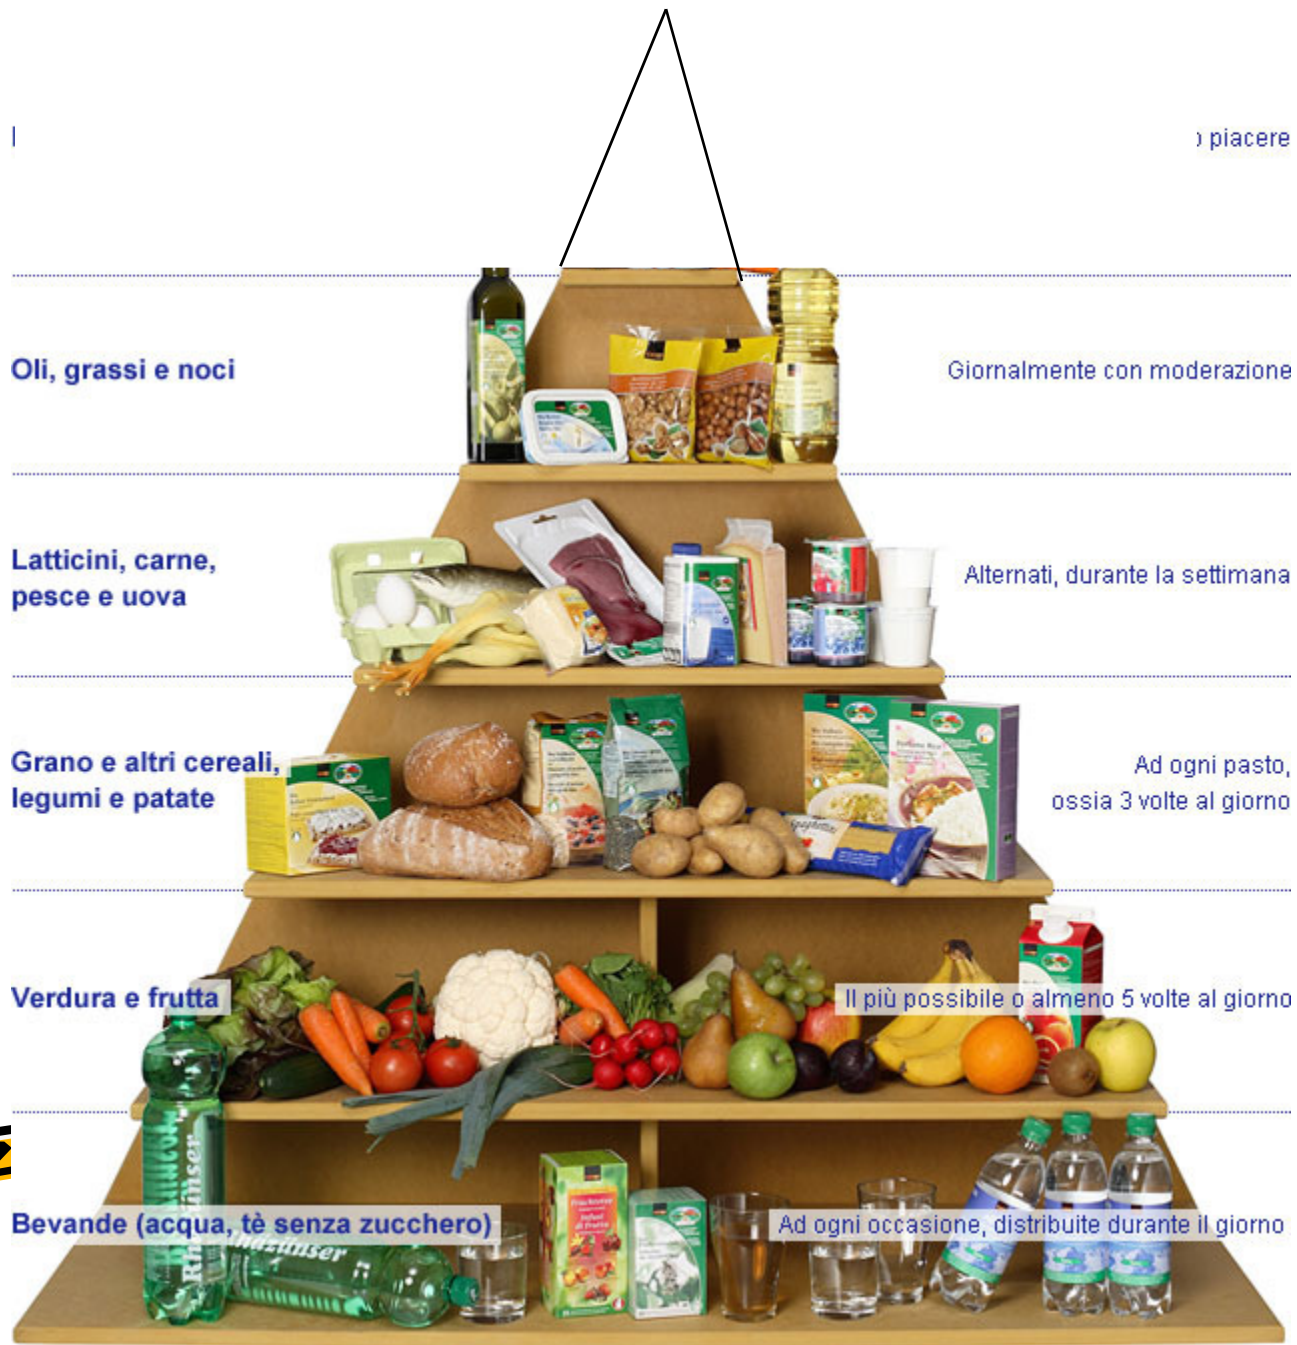 piacere
Oli, grassi e noci
Giornalmente con moderazione
Latticini, carne,
pesce e uova
Alternati, durante la settimana
Grano e altri cereali,
legumi e patate
Ad ogni pasto,
ossia 3 volte al giorno
Verdura e frutta
Il più possibile o almeno 5 volte al giorno
Bevande (acqua, tè senza zucchero)
Ad ogni occasione, distribuite durante il giorno
Rhäzünser